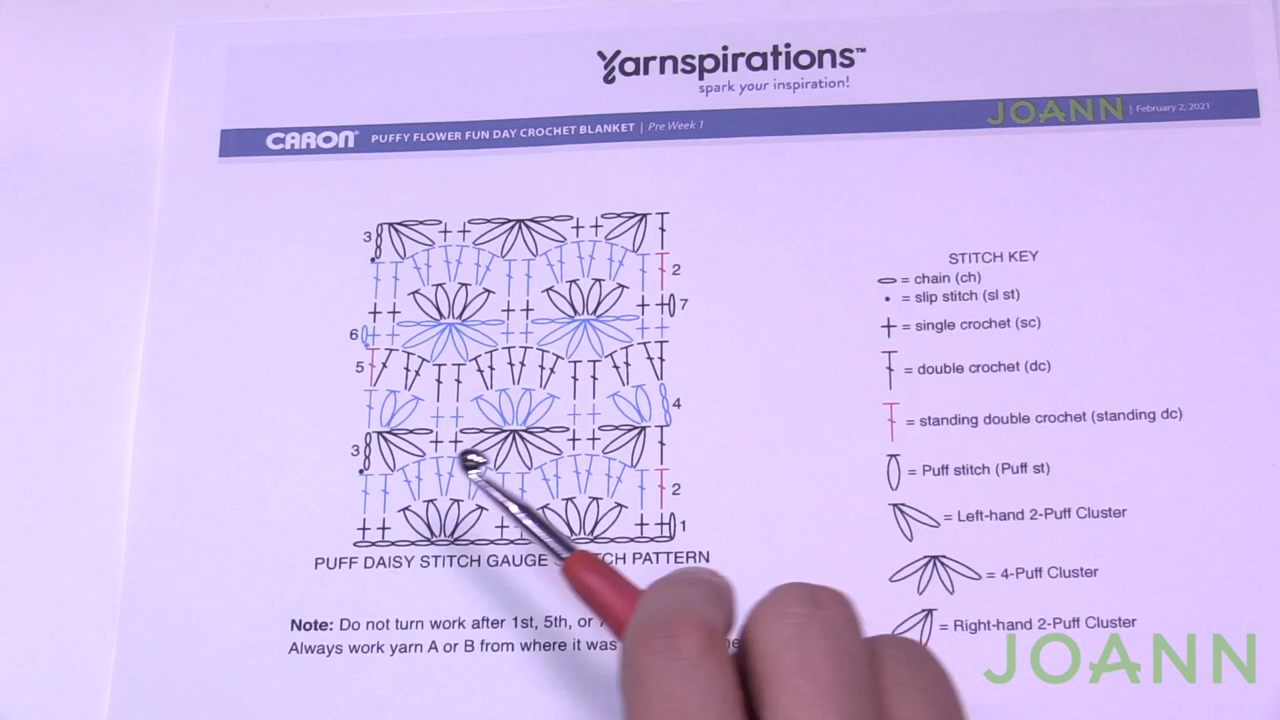 Yarnspirations™
spark your inspiration!
JOANN | February 2, 2021
CARON® PUFFY FLOWER FUN DAY CROCHET BLANKET | Pre Week 1
3
2
7
6
5
4
3
2
1
PUFF DAISY STITCH GAUGE PATTERN
Note: Do not turn work after 1st, 5th, or
Always work yarn A or B from where it was
STITCH KEY
= chain (ch)
= slip stitch (sl st)
= single crochet (sc)
= double crochet (dc)
= standing double crochet (standing dc)
= Puff stitch (Puff st)
= Left-hand 2-Puff Cluster
= 4-Puff Cluster
= Right-hand 2-Puff Cluster
JOANN